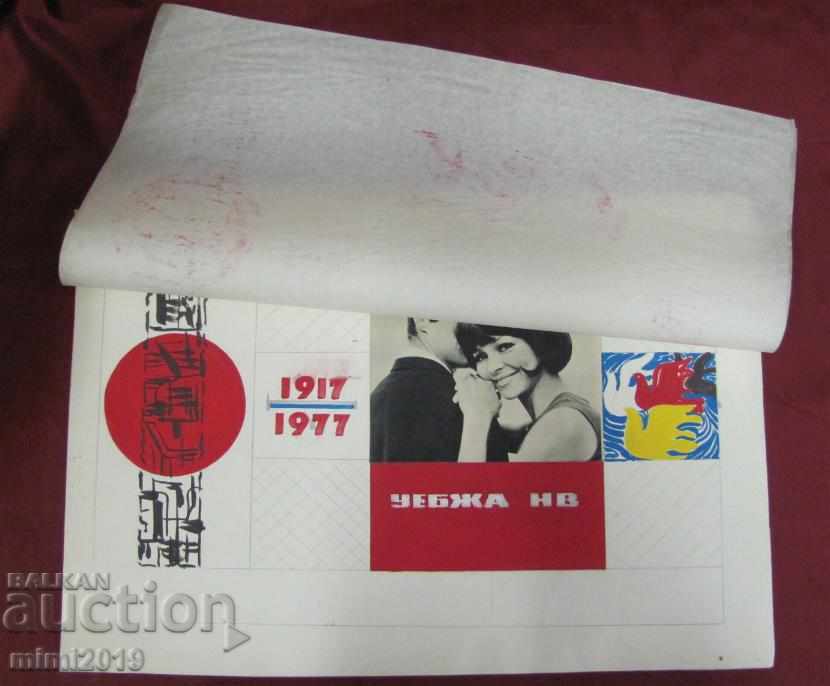 1917
1977
УЕБЖА НВ
BALKAN
auction
mimi2019